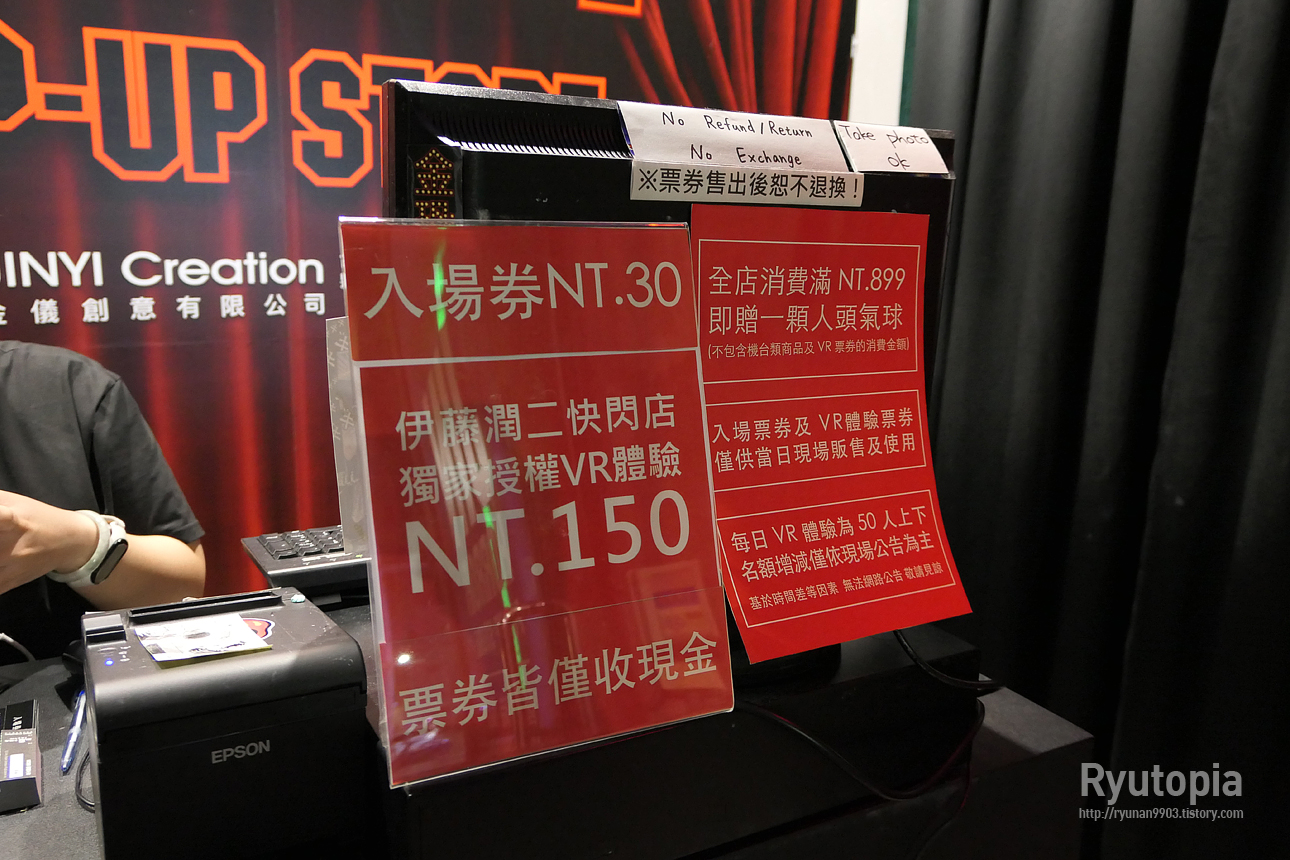 -UP STORE
INYI Creation
儀創意有限公司
No Refund/Return
No Exchange
Take photo
ok
※票券售出後恕不退換！
入場券NT.30
伊藤潤二快閃店
獨家授權VR體驗
NT.150
票券皆僅收現金
全店消費滿 NT.899
即贈一顆人頭氣球
(不包含機台類商品及 VR 票券的消費金額)
入場票券及 VR體驗票券
僅供當日現場販售及使用
每日 VR 體驗為 50 人上下
名額增減僅依現場公告為主
基於時間差等因素 無法網路公告 敬請見諒
EPSON
Ryutopia
http://ryunan9903.tistory.com